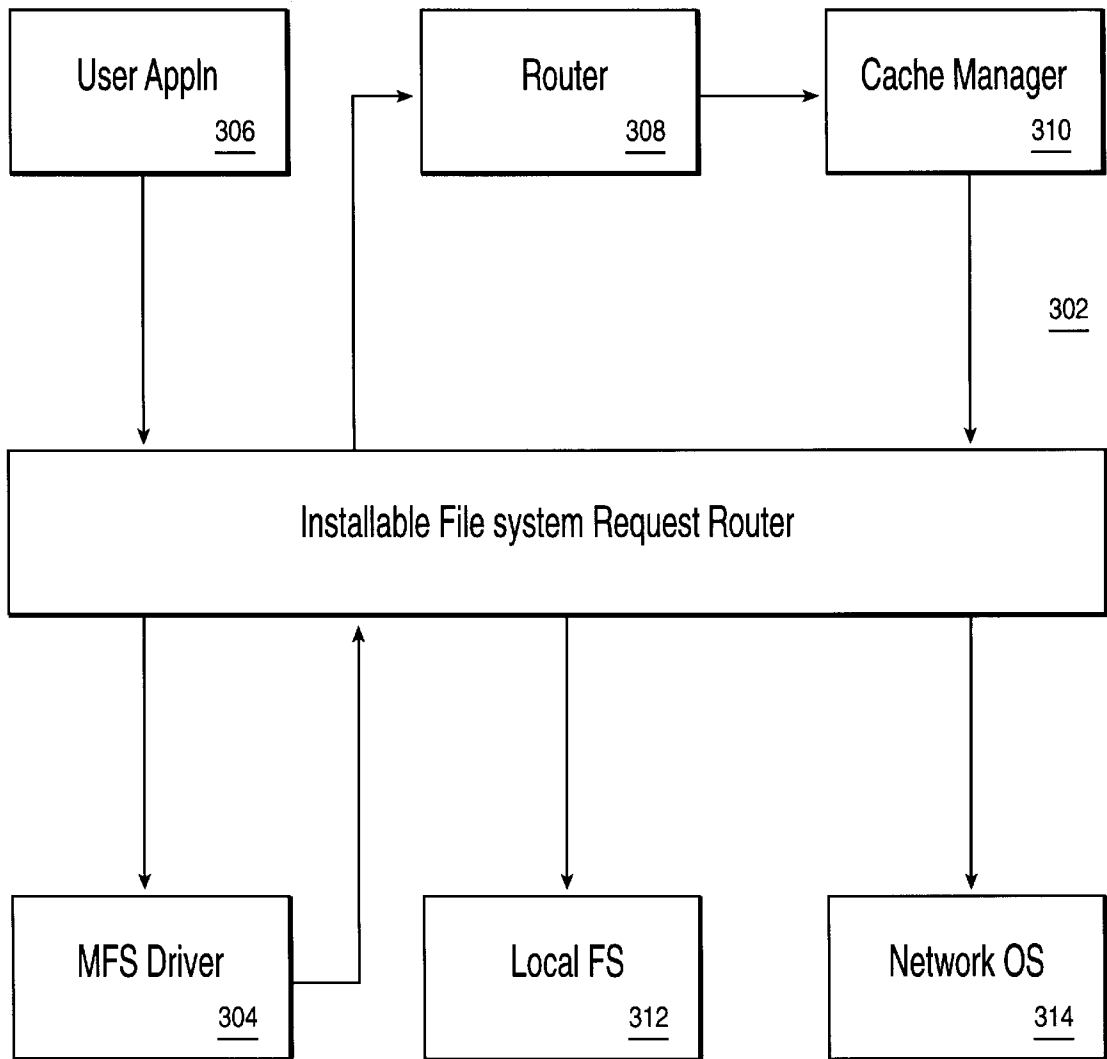 User Appln
306
Router
308
Cache Manager
310
302
Installable File system Request Router
MFS Driver
304
Local FS
312
Network OS
314